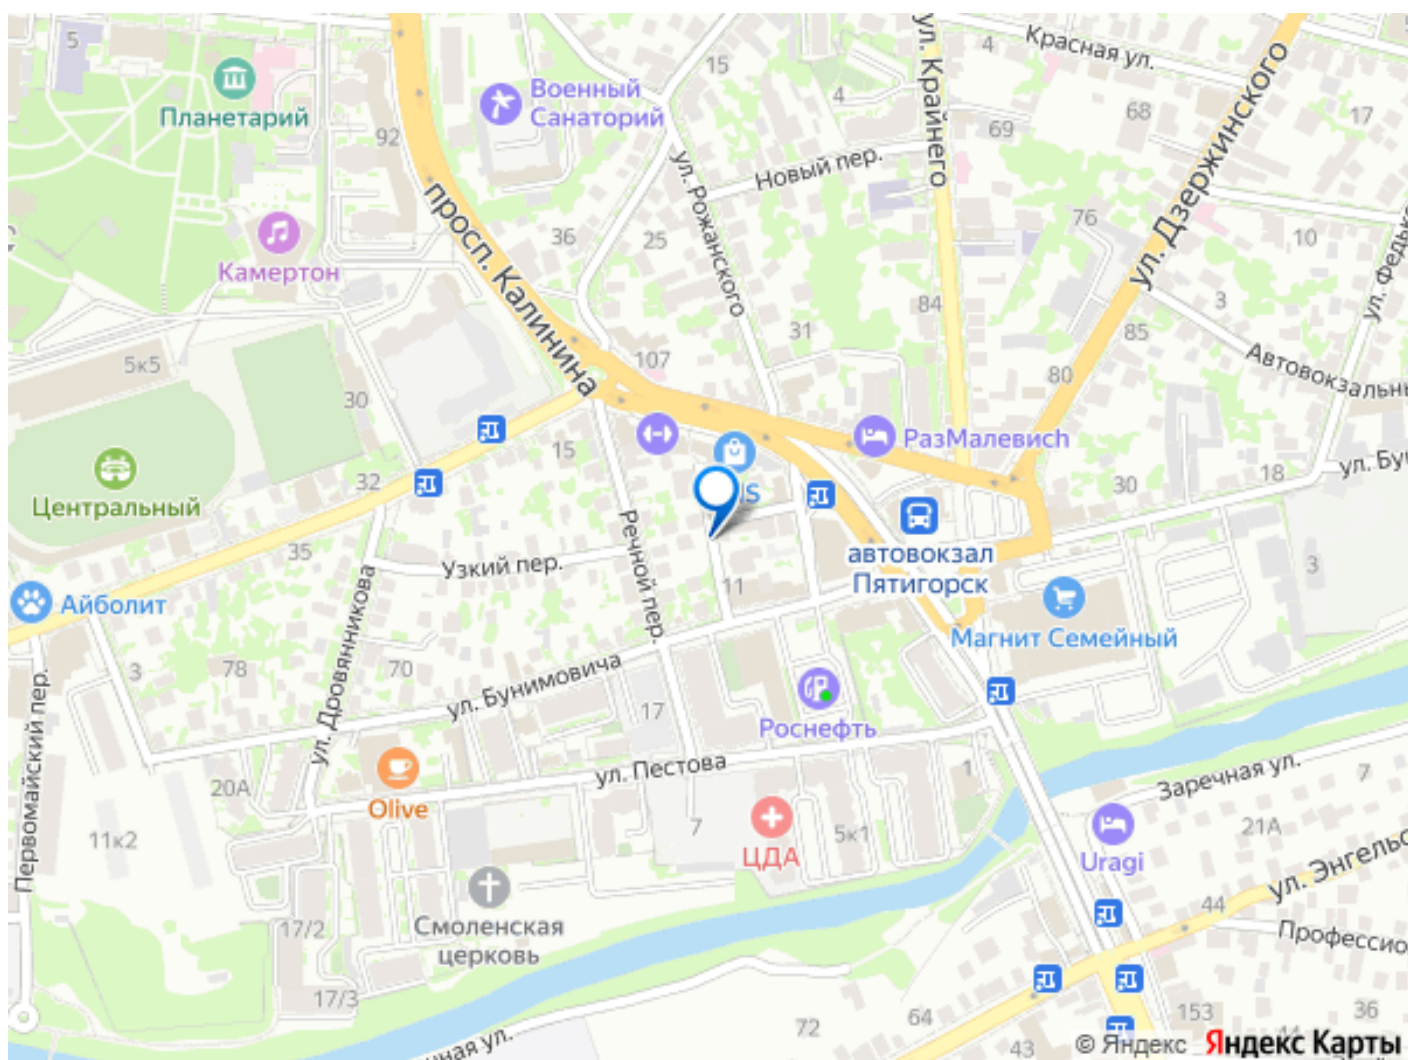 5
Планетарий
92
Военный
Санаторий
15
4
ул. Крайнего
4
Красная ул.
68
69
17
ул. Дзержинского
ул. Рожанского
Новый пер.
просп. Калинина
Камертон
36
25
76
10
3
84
31
85
107
80
5к5
30
Автовокзальн
РазМалевич
Центральный
32
15
35
Узкий пер.
Речной пер.
11
автовокзал
Пятигорск
30
18
3
Айболит
Магнит Семейный
ул. Дровянникова
3
78
70
ул. Бунимовича
17
Роснефть
Первомайский пер.
20А
Olive
ул. Пестова
1
Заречная ул.
7
11к2
7
ЦДА
5к1
21А
Uragi
Смоленская
церковь
17/2
17/3
44
72
64
43
153
36
© Яндекс Яндекс Карты